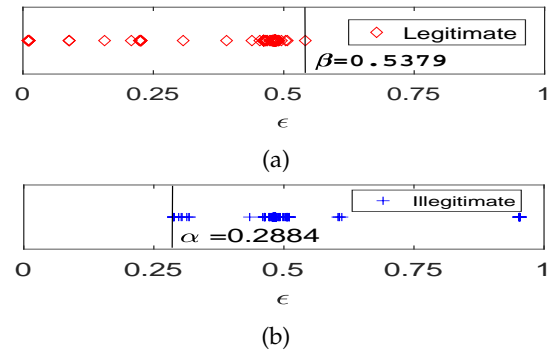 Legitimate
β=0.5379
0 0.25 0.5 0.75 1
ϵ
(a)
Illegitimate
α =0.2884
0 0.25 0.5 0.75 1
ϵ
(b)